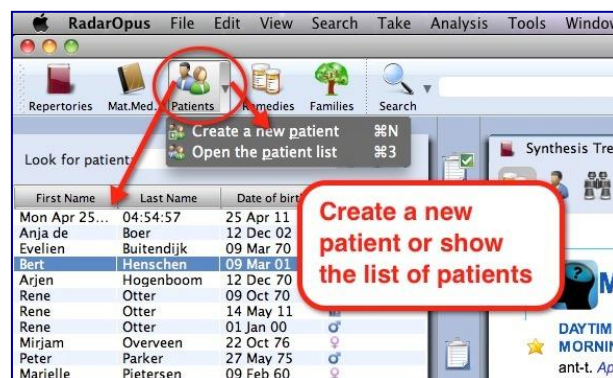 RadarOpus File Edit View Search Take Analysis Tools Window
Repertories Mat.Med... Patients Remedies Families Search
Create a new patient ⌘N
Open the patient list ⌘3
Look for patient:
Synthesis Tre
First Name Last Name Date of birt
Mon Apr 25... 04:54:57 25 Apr 11
Anja de Boer 12 Dec 02
Evelien Buitendijk 09 Mar 70
Bert Henschen 09 Mar 01
Arjen Hogenboom 12 Dec 70
Rene Otter 09 Oct 70
Rene Otter 14 May 11
Rene Otter 01 Jan 00
Mirjam Overveen 22 Oct 76
Peter Parker 27 May 75
Marielle Pietersen 09 Feb 60
Create a new
patient or show
the list of patients
M
DAYTIM
MORNIN
ant-t. Ap